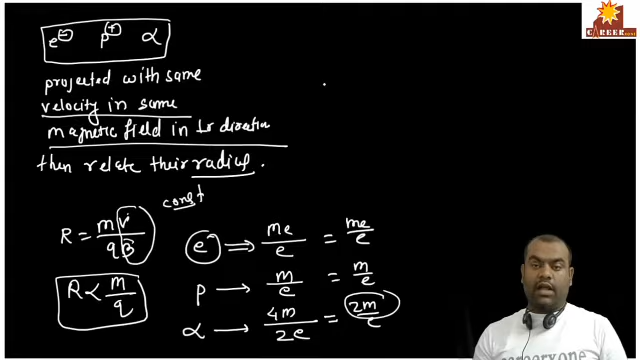 e⊖ p⊕ α
projected with same
velocity in same
magnetic field in ⊥r direction
then relate their radius.
const
R = mv/qB
R ∝ m/q
e⁻ ⟹ me/e = me/e
p → m/e = m/e
α → 4m/2e = 2m/e
CAREER